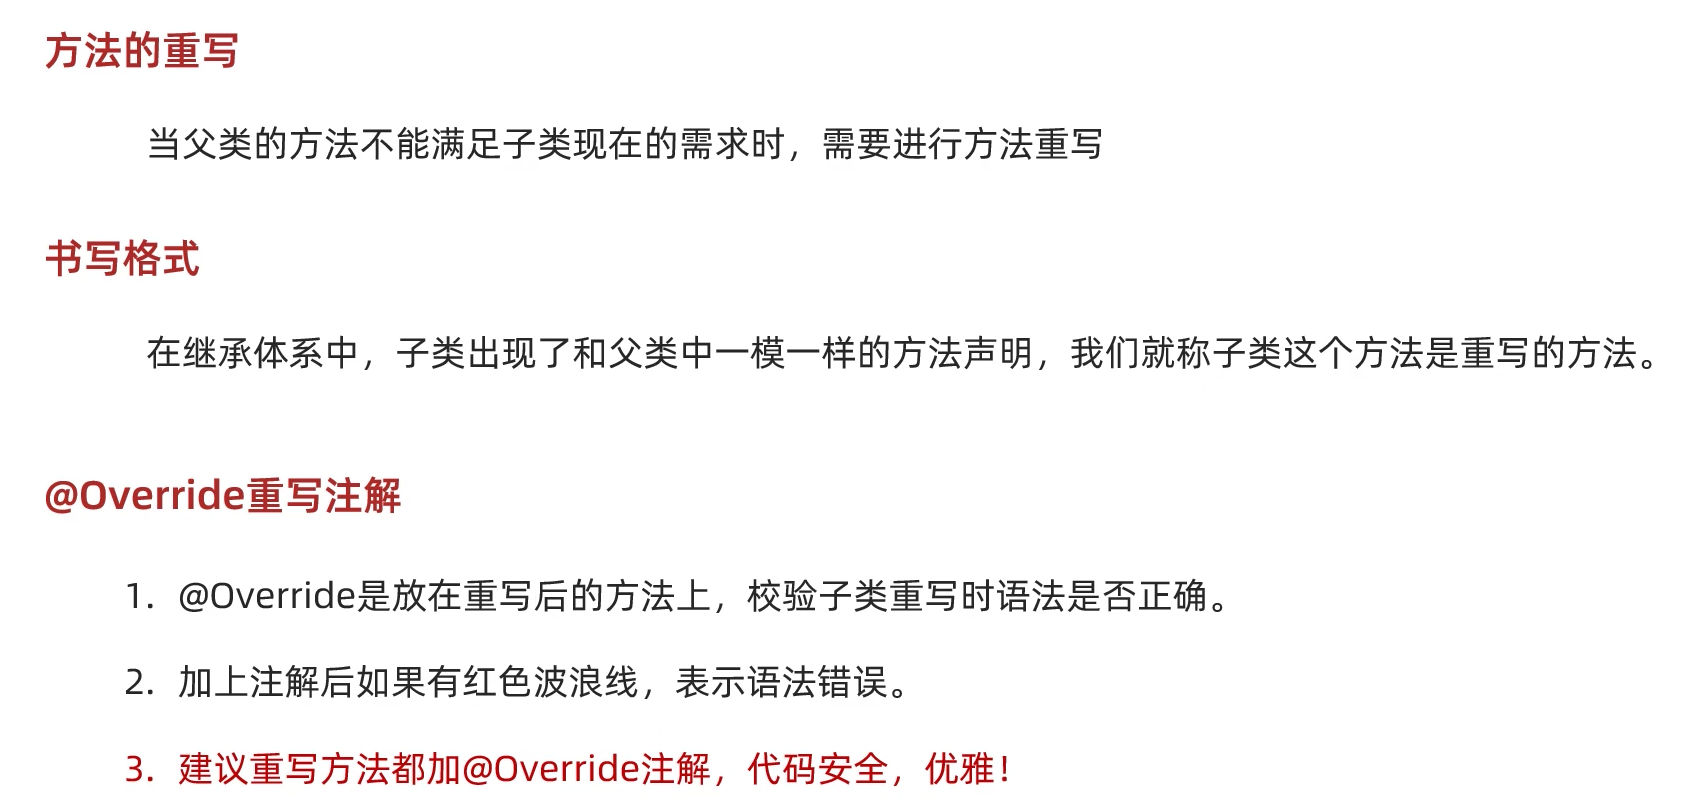 方法的重写
当父类的方法不能满足子类现在的需求时，需要进行方法重写
书写格式
在继承体系中，子类出现了和父类中一模一样的方法声明，我们就称子类这个方法是重写的方法。
@Override重写注解
1. @Override是放在重写后的方法上，校验子类重写时语法是否正确。
2. 加上注解后如果有红色波浪线，表示语法错误。
3. 建议重写方法都加@Override注解，代码安全，优雅！